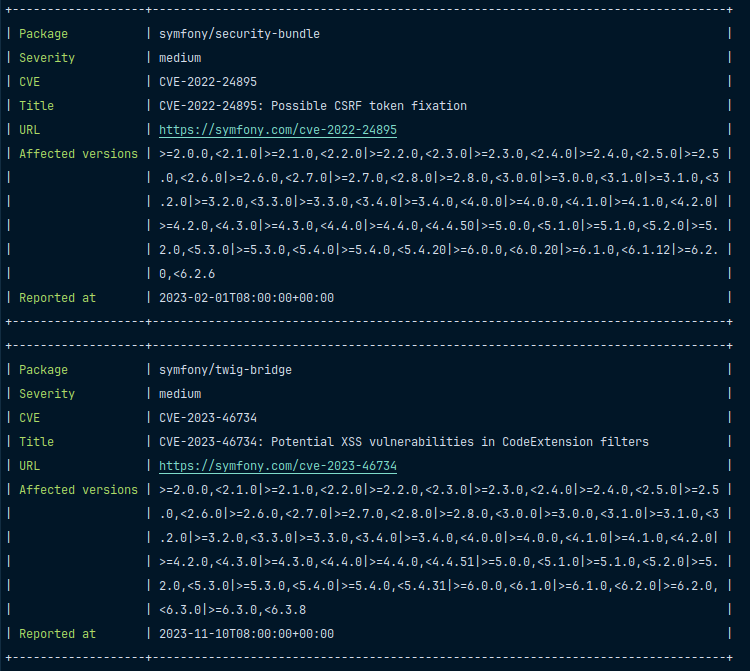 +-------------------+----------------------------------------------------------------------------------+
| Package | symfony/security-bundle |
| Severity | medium |
| CVE | CVE-2022-24895 |
| Title | CVE-2022-24895: Possible CSRF token fixation |
| URL | https://symfony.com/cve-2022-24895 |
| Affected versions | >=2.0.0,<2.1.0|>=2.1.0,<2.2.0|>=2.2.0,<2.3.0|>=2.3.0,<2.4.0|>=2.4.0,<2.5.0|>=2.5 |
| | .0,<2.6.0|>=2.6.0,<2.7.0|>=2.7.0,<2.8.0|>=2.8.0,<3.0.0|>=3.0.0,<3.1.0|>=3.1.0,<3 |
| | .2.0|>=3.2.0,<3.3.0|>=3.3.0,<3.4.0|>=3.4.0,<4.0.0|>=4.0.0,<4.1.0|>=4.1.0,<4.2.0| |
| | >=4.2.0,<4.3.0|>=4.3.0,<4.4.0|>=4.4.0,<4.4.50|>=5.0.0,<5.1.0|>=5.1.0,<5.2.0|>=5. |
| | 2.0,<5.3.0|>=5.3.0,<5.4.0|>=5.4.0,<5.4.20|>=6.0.0,<6.0.20|>=6.1.0,<6.1.12|>=6.2. |
| | 0,<6.2.6 |
| Reported at | 2023-02-01T08:00:00+00:00 |
+-------------------+----------------------------------------------------------------------------------+
+-------------------+----------------------------------------------------------------------------------+
| Package | symfony/twig-bridge |
| Severity | medium |
| CVE | CVE-2023-46734 |
| Title | CVE-2023-46734: Potential XSS vulnerabilities in CodeExtension filters |
| URL | https://symfony.com/cve-2023-46734 |
| Affected versions | >=2.0.0,<2.1.0|>=2.1.0,<2.2.0|>=2.2.0,<2.3.0|>=2.3.0,<2.4.0|>=2.4.0,<2.5.0|>=2.5 |
| | .0,<2.6.0|>=2.6.0,<2.7.0|>=2.7.0,<2.8.0|>=2.8.0,<3.0.0|>=3.0.0,<3.1.0|>=3.1.0,<3 |
| | .2.0|>=3.2.0,<3.3.0|>=3.3.0,<3.4.0|>=3.4.0,<4.0.0|>=4.0.0,<4.1.0|>=4.1.0,<4.2.0| |
| | >=4.2.0,<4.3.0|>=4.3.0,<4.4.0|>=4.4.0,<4.4.51|>=5.0.0,<5.1.0|>=5.1.0,<5.2.0|>=5. |
| | 2.0,<5.3.0|>=5.3.0,<5.4.0|>=5.4.0,<5.4.31|>=6.0.0,<6.1.0|>=6.1.0,<6.2.0|>=6.2.0, |
| | <6.3.0|>=6.3.0,<6.3.8 |
| Reported at | 2023-11-10T08:00:00+00:00 |
+-------------------+----------------------------------------------------------------------------------+